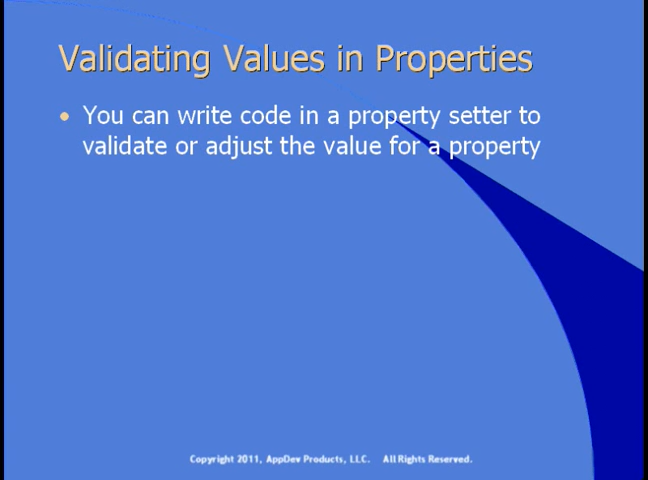 Validating Values in Properties
• You can write code in a property setter to
validate or adjust the value for a property
Copyright 2011, AppDev Products, LLC. All Rights Reserved.